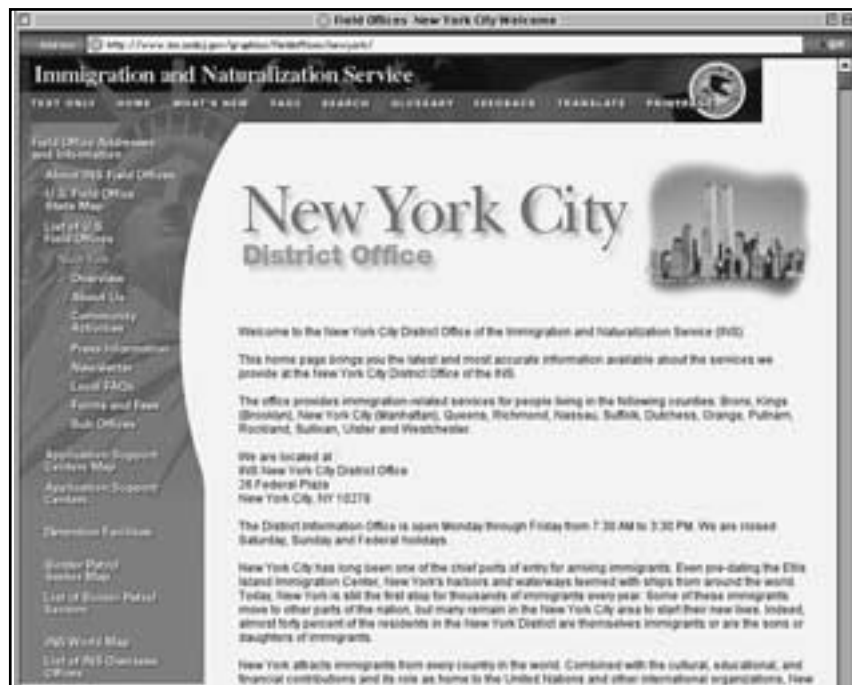 Field Offices New York City Welcome
Immigration and Naturalization Service
TEXT ONLY HOME WHAT'S NEW FAQS SEARCH GLOSSARY FEEDBACK TRANSLATE
Field Office Addresses
and Information
About INS Field Offices
U.S. Field Office
State Map
List of U.S.
Field Offices
Overview
About Us
Community
Activities
Press Information
Newsletter
Local FAQs
Forms and Fees
Sub Offices
Application Support
Centers Map
Application Support
Centers
Detention Facilities
Border Patrol
Sector Map
List of Border Patrol
Sectors
INS World Map
List of INS Overseas
Offices
New York City
District Office
Welcome to the New York City District Office of the Immigration and Naturalization Service (INS).
This home page brings you the latest and most accurate information available about the services we
provide at the New York City District Office of the INS.
The office provides immigration-related services for people living in the following counties: Bronx, Kings
(Brooklyn), New York City (Manhattan), Queens, Richmond, Nassau, Suffolk, Dutchess, Orange, Putnam,
Rockland, Sullivan, Ulster and Westchester.
We are located at :
INS New York City District Office
26 Federal Plaza
New York City, NY 10278
The District Information Office is open Monday through Friday from 7:30 AM to 3:30 PM. We are closed
Saturday, Sunday and Federal holidays.
New York City has long been one of the chief ports of entry for arriving immigrants. Even pre-dating the Ellis
Island Immigration Center, New York's harbors and waterways teemed with ships from around the world.
Today, New York is still the first stop for thousands of immigrants every year. Some of these immigrants
move to other parts of the nation, but many remain in the New York City area to start their new lives. Indeed,
almost forty percent of the residents in the New York District are themselves immigrants or are the sons or
daughters of immigrants.
New York attracts immigrants from every country in the world. Combined with the cultural, educational, and
financial contributions and its role as home to the United Nations and other international organizations, New